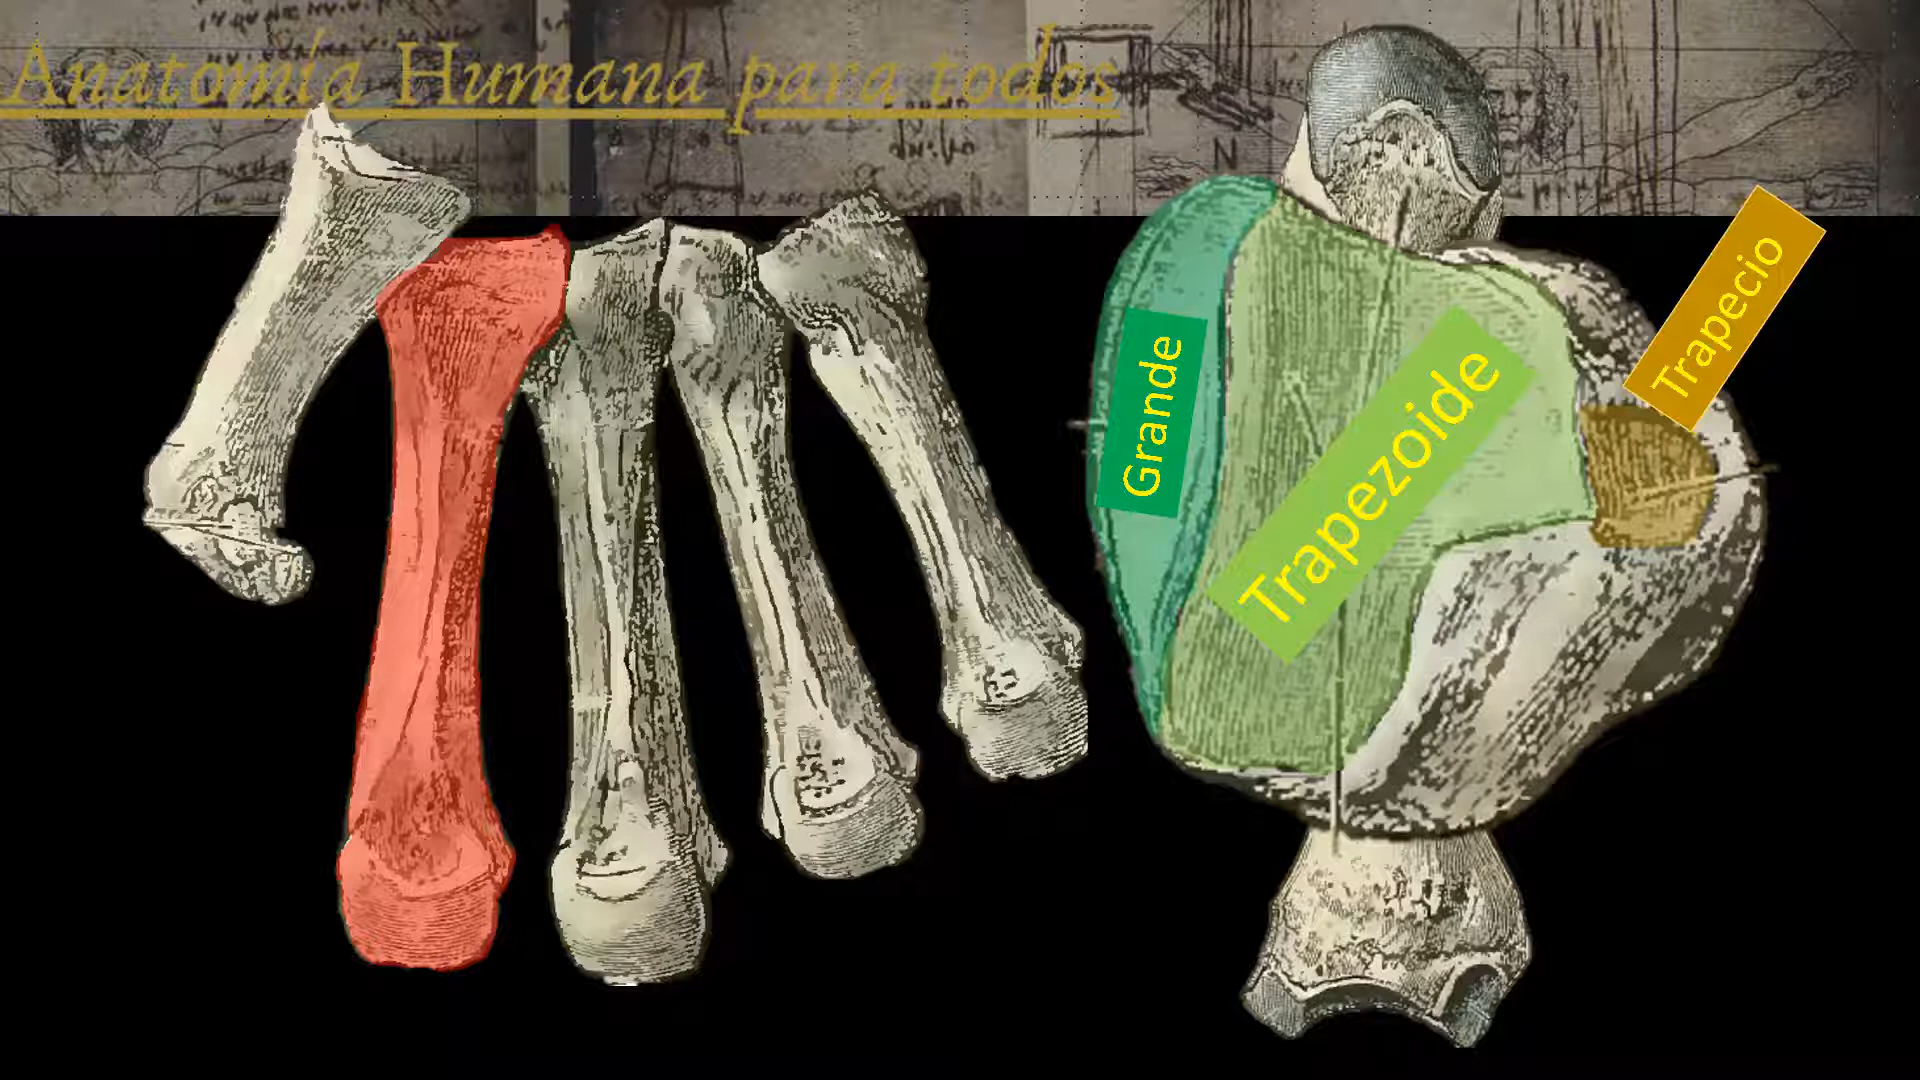 Anatomía Humana para todos
N
Grande
Trapezoide
Trapecio